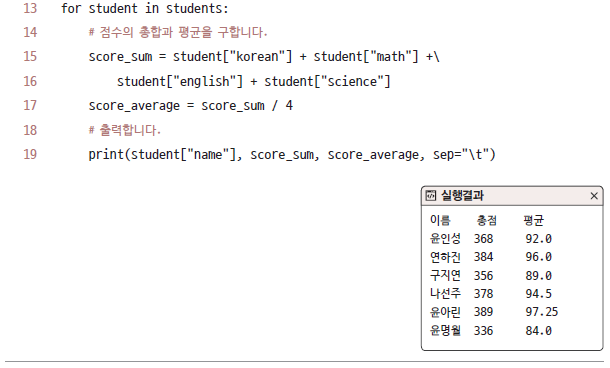 13 for student in students:
14 # 점수의 총합과 평균을 구합니다.
15 score_sum = student["korean"] + student["math"] +\
16 student["english"] + student["science"]
17 score_average = score_sum / 4
18 # 출력합니다.
19 print(student["name"], score_sum, score_average, sep="\t")
실행결과
이름 총점 평균
윤인성 368 92.0
연하진 384 96.0
구지연 356 89.0
나선주 378 94.5
윤아린 389 97.25
윤명월 336 84.0